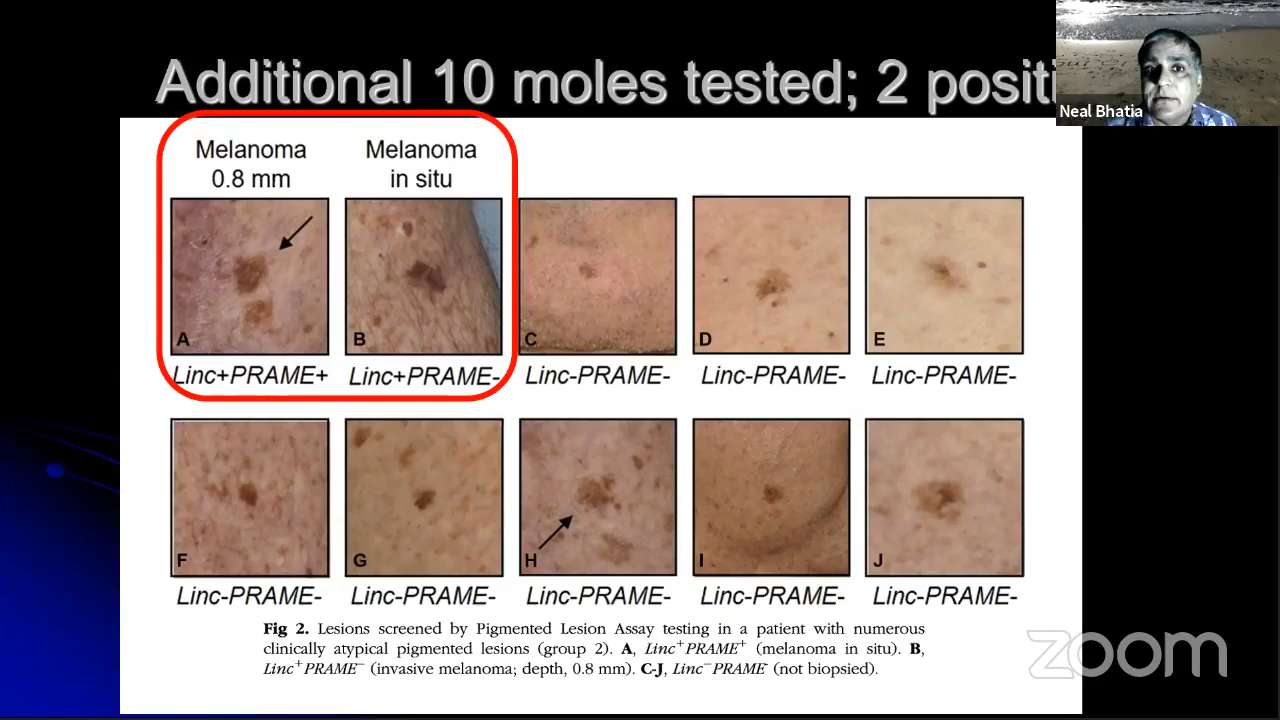 Additional 10 moles tested; 2 positi
Neal Bhatia
Melanoma
0.8 mm
Melanoma
in situ
A
B
C
D
E
Linc+PRAME+
Linc+PRAME-
Linc-PRAME-
Linc-PRAME-
Linc-PRAME-
F
G
H
I
J
Linc-PRAME-
Linc-PRAME-
Linc-PRAME-
Linc-PRAME-
Linc-PRAME-
Fig 2. Lesions screened by Pigmented Lesion Assay testing in a patient with numerous
clinically atypical pigmented lesions (group 2). A, Linc⁺PRAME⁺ (melanoma in situ). B,
Linc⁺PRAME⁻ (invasive melanoma; depth, 0.8 mm). C-J, Linc⁻PRAME⁻ (not biopsied).
zoom